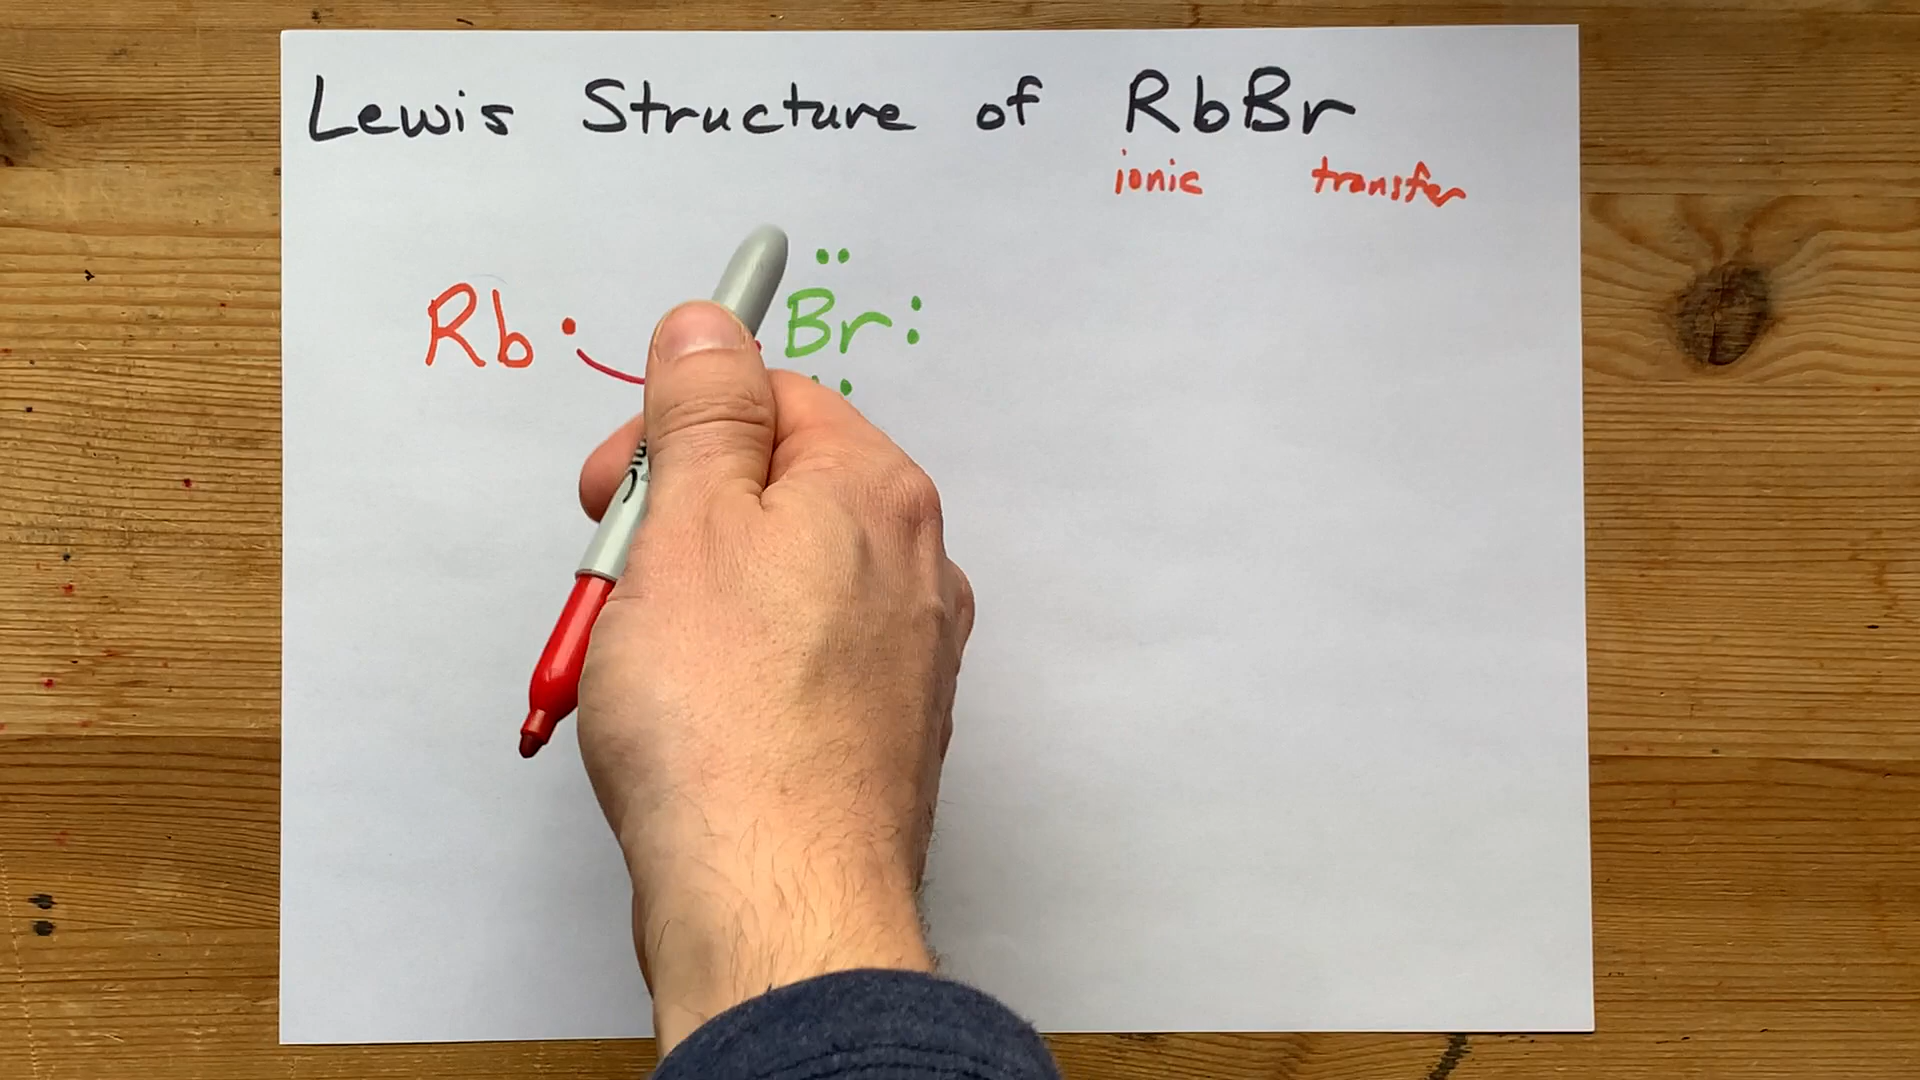 Lewis Structure of RbBr
ionic transfer
Rb Br